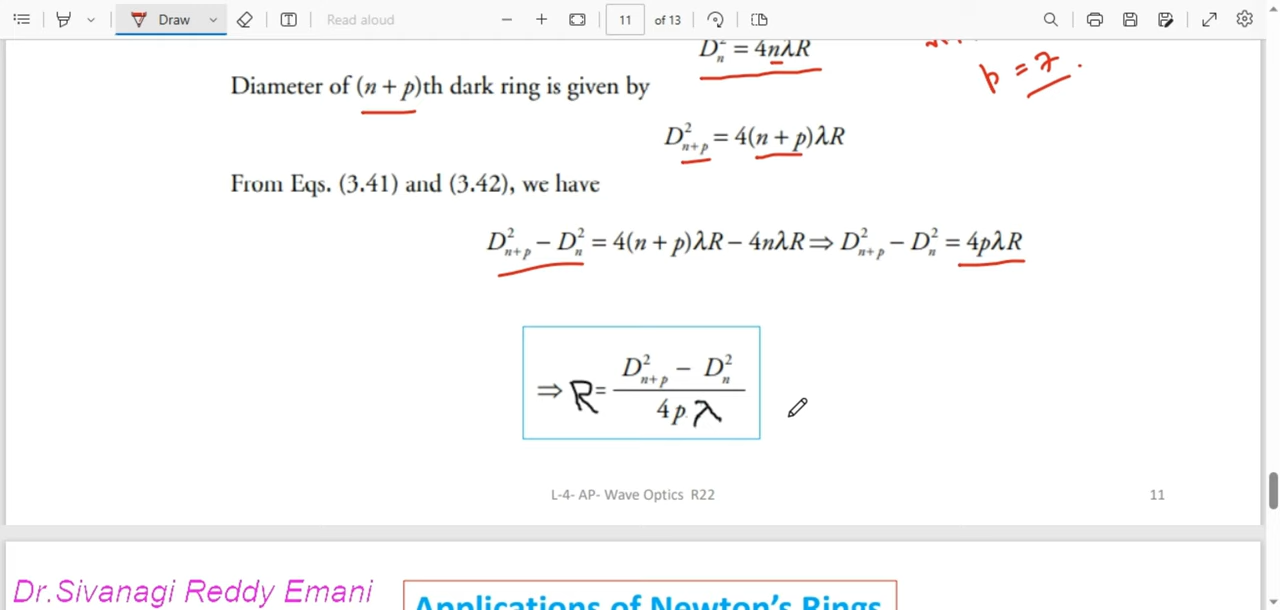 Draw
Read aloud
11 of 13
D²ₙ = 4nλR
p = 7.
Diameter of (n + p)th dark ring is given by
D²ₙ₊ₚ = 4(n + p)λR
From Eqs. (3.41) and (3.42), we have
D²ₙ₊ₚ − D²ₙ = 4(n + p)λR − 4nλR ⇒ D²ₙ₊ₚ − D²ₙ = 4pλR
⇒ R = (D²ₙ₊ₚ − D²ₙ) / 4pλ
L-4- AP- Wave Optics R22
11
Dr.Sivanagi Reddy Emani
Applications of Newton's Rings